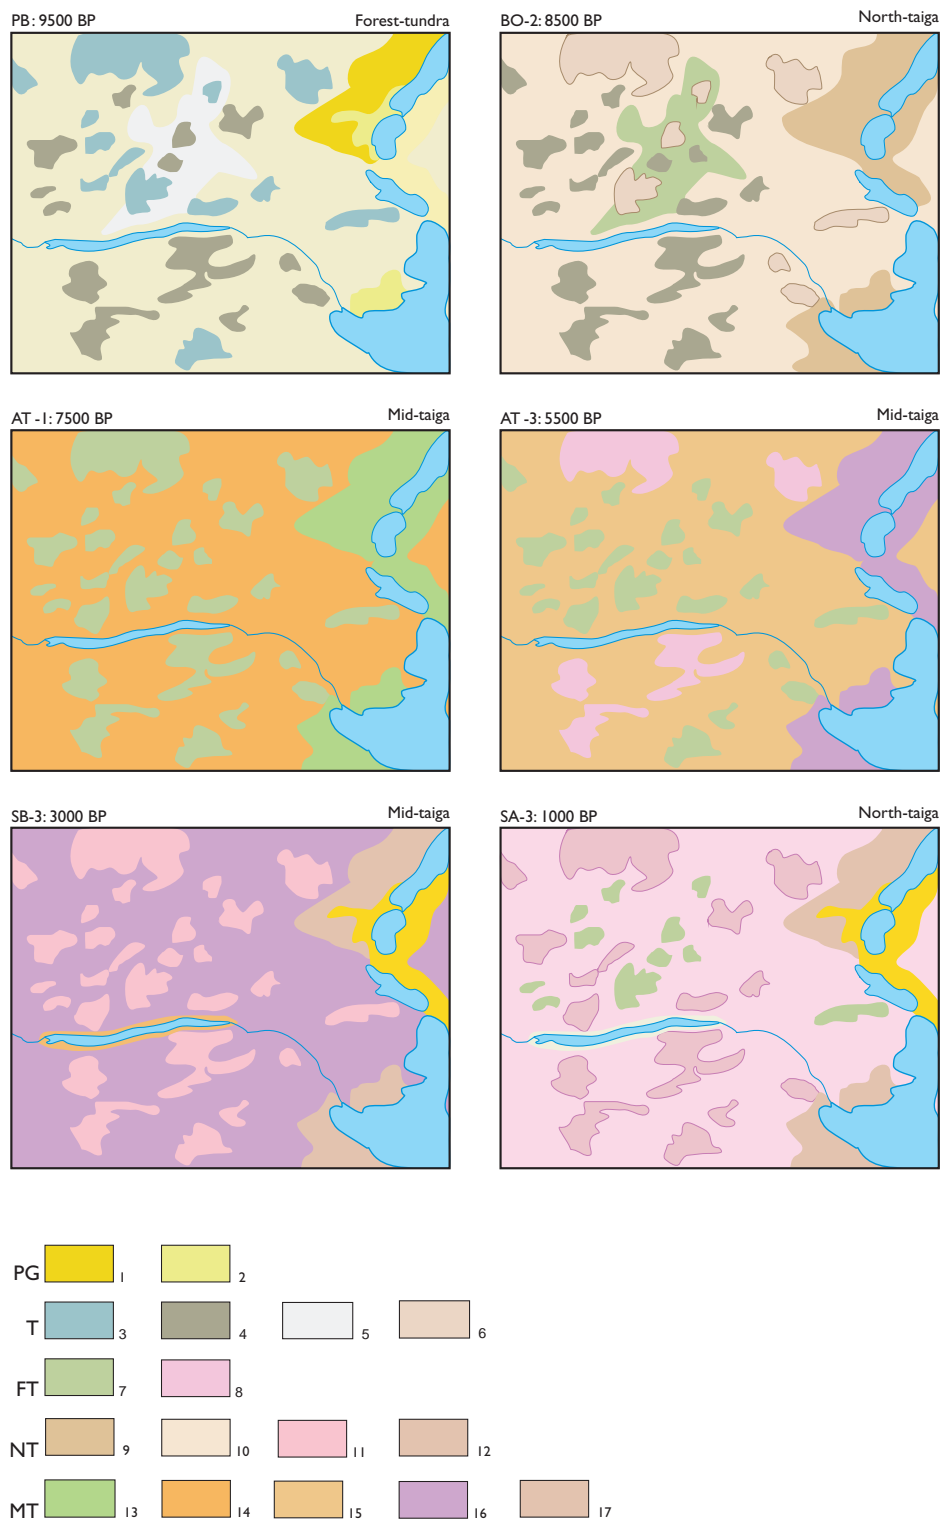 PB: 9500 BP Forest-tundra
BO-2: 8500 BP North-taiga
AT -1: 7500 BP Mid-taiga
AT -3: 5500 BP Mid-taiga
SB-3: 3000 BP Mid-taiga
SA-3: 1000 BP North-taiga
PG 1 2
T 3 4 5 6
FT 7 8
NT 9 10 11 12
MT 13 14 15 16 17